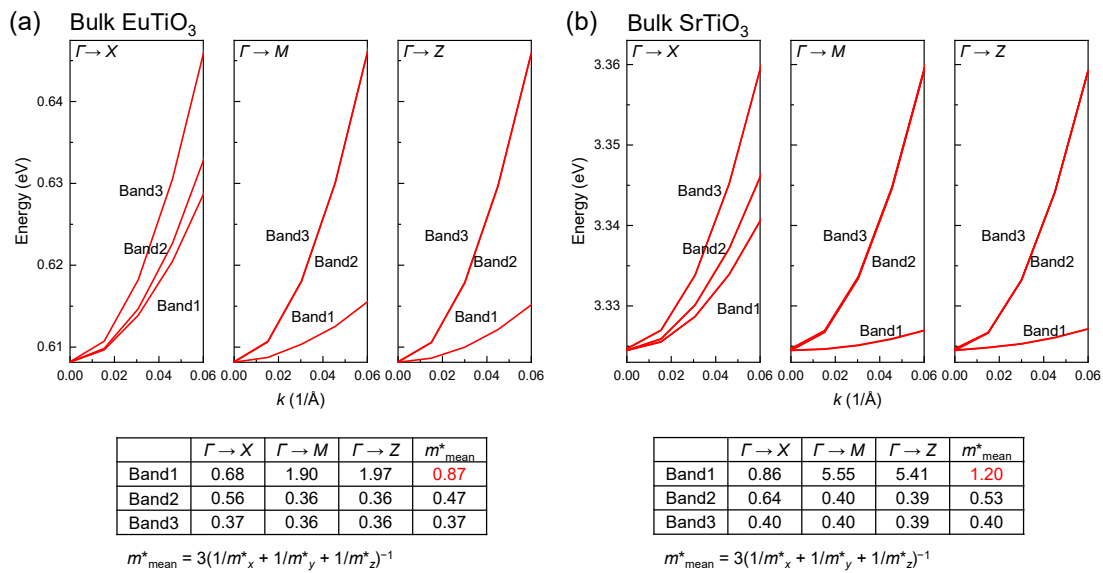 (a) Bulk EuTiO₃
Γ → X Γ → M Γ → Z
Energy (eV)
0.64
0.63
0.62
0.61
Band3
Band2
Band1
Band3
Band2
Band1
Band3
Band2
Band1
0.00 0.02 0.04 0.06 0.00 0.02 0.04 0.06 0.00 0.02 0.04 0.06
k (1/Å)
Γ → X Γ → M Γ → Z m*mean
Band1 0.68 1.90 1.97 0.87
Band2 0.56 0.36 0.36 0.47
Band3 0.37 0.36 0.36 0.37
m*mean = 3(1/m*x + 1/m*y + 1/m*z)⁻¹
(b) Bulk SrTiO₃
Γ → X Γ → M Γ → Z
Energy (eV)
3.36
3.35
3.34
3.33
Band3
Band2
Band1
Band3
Band2
Band1
Band3
Band2
Band1
0.00 0.02 0.04 0.06 0.00 0.02 0.04 0.06 0.00 0.02 0.04 0.06
k (1/Å)
Γ → X Γ → M Γ → Z m*mean
Band1 0.86 5.55 5.41 1.20
Band2 0.64 0.40 0.39 0.53
Band3 0.40 0.40 0.39 0.40
m*mean = 3(1/m*x + 1/m*y + 1/m*z)⁻¹